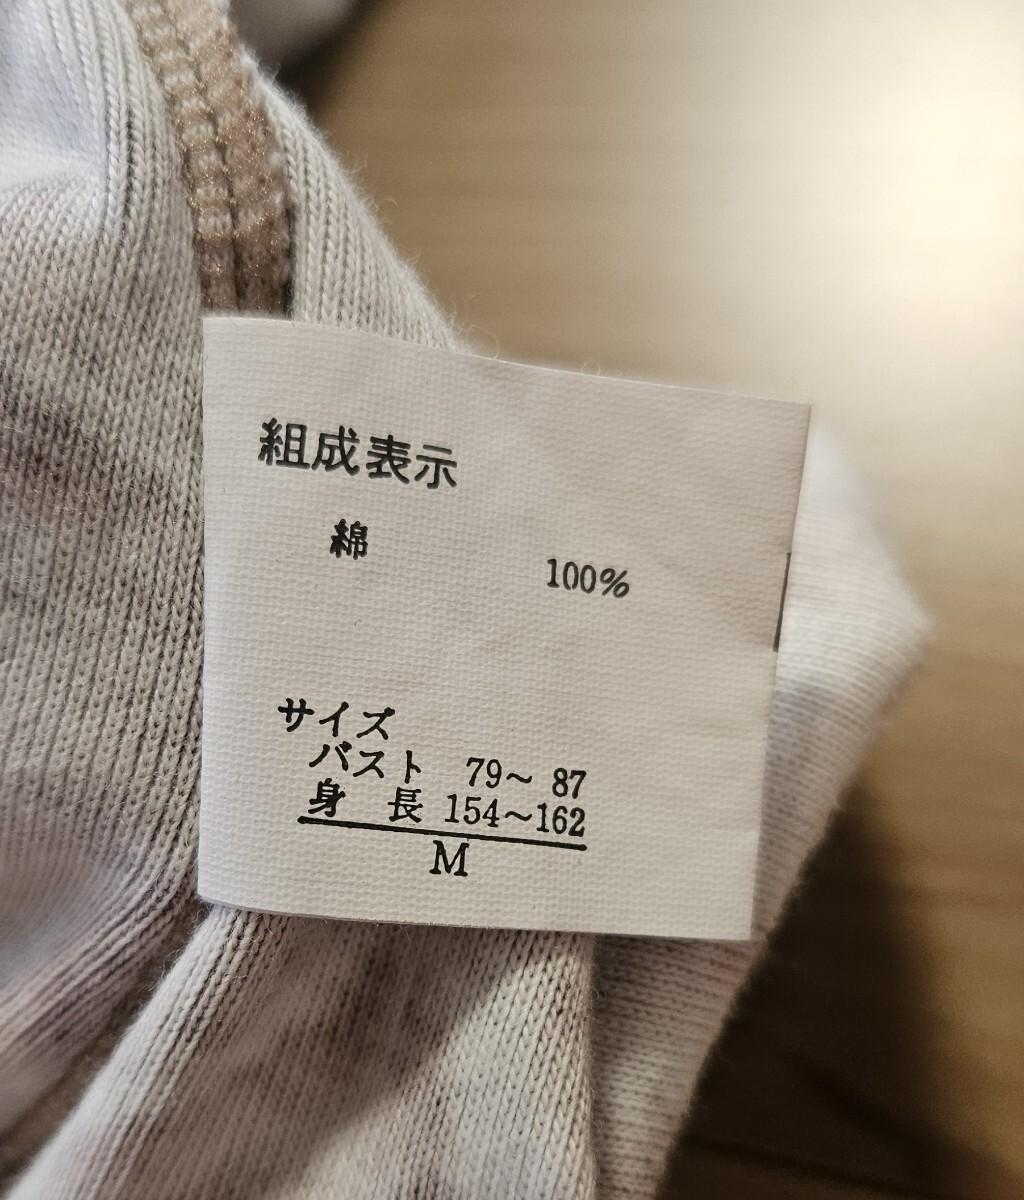 組成表示
綿 100%
サイズ
バスト 79～ 87
身 長 154～162
M